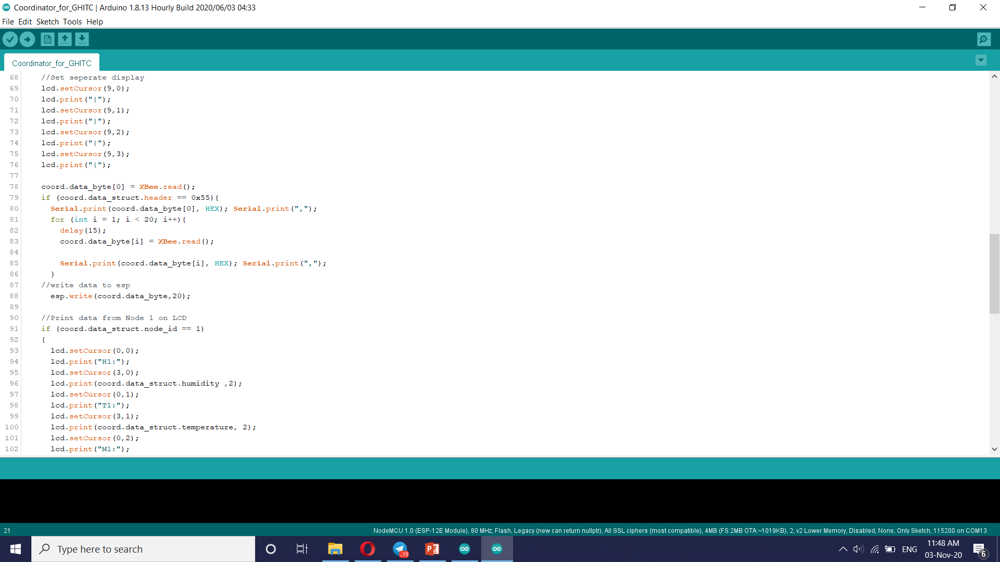 Coordinator_for_GHITC | Arduino 1.8.13 Hourly Build 2020/06/03 04:33
File Edit Sketch Tools Help
Coordinator_for_GHITC
68 //Set seperate display
69 lcd.setCursor(9,0);
70 lcd.print("|");
71 lcd.setCursor(9,1);
72 lcd.print("|");
73 lcd.setCursor(9,2);
74 lcd.print("|");
75 lcd.setCursor(9,3);
76 lcd.print("|");
77
78 coord.data_byte[0] = XBee.read();
79 if (coord.data_struct.header == 0x55){
80 Serial.print(coord.data_byte[0], HEX); Serial.print(",");
81 for (int i = 1; i < 20; i++){
82 delay(15);
83 coord.data_byte[i] = XBee.read();
84
85 Serial.print(coord.data_byte[i], HEX); Serial.print(",");
86 }
87 //write data to esp
88 esp.write(coord.data_byte,20);
89
90 //Print data from Node 1 on LCD
91 if (coord.data_struct.node_id == 1)
92 {
93 lcd.setCursor(0,0);
94 lcd.print("H1:");
95 lcd.setCursor(3,0);
96 lcd.print(coord.data_struct.humidity ,2);
97 lcd.setCursor(0,1);
98 lcd.print("T1:");
99 lcd.setCursor(3,1);
100 lcd.print(coord.data_struct.temperature, 2);
101 lcd.setCursor(0,2);
102 lcd.print("M1:");
21 NodeMCU 1.0 (ESP-12E Module), 80 MHz, Flash, Legacy (new can return nullptr), All SSL ciphers (most compatible), 4MB (FS:2MB OTA:~1019KB), 2, v2 Lower Memory, Disabled, None, Only Sketch, 115200 on COM13
Type here to search
..19
ENG
11:48 AM
03-Nov-20
6